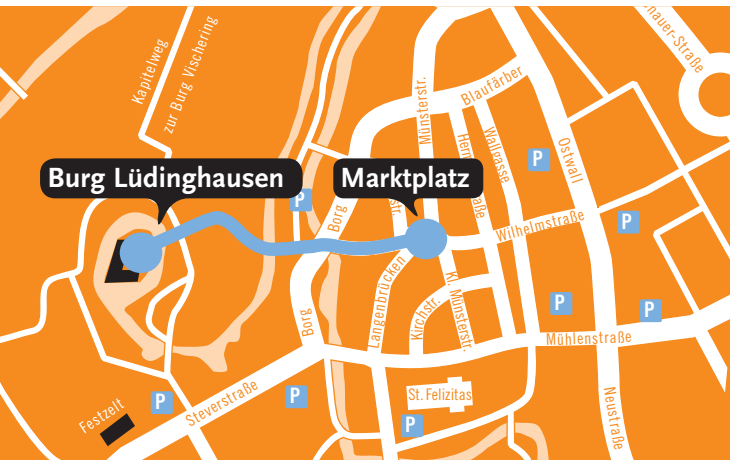 nauer-Straße
Kapitelweg
zur Burg Vischering
Münsterstr.
Blaufärber
Burg Lüdinghausen
Marktplatz
P
P
Wallgasse
Ostwall
Borg
str.
Wilhelmstraße
P
Langenbrücken
Kirchstr.
Kl. Münsterstr.
Borg
P
P
Mühlenstraße
Festzelt
P
Steverstraße
P
St. Felizitas
P
Neustraße